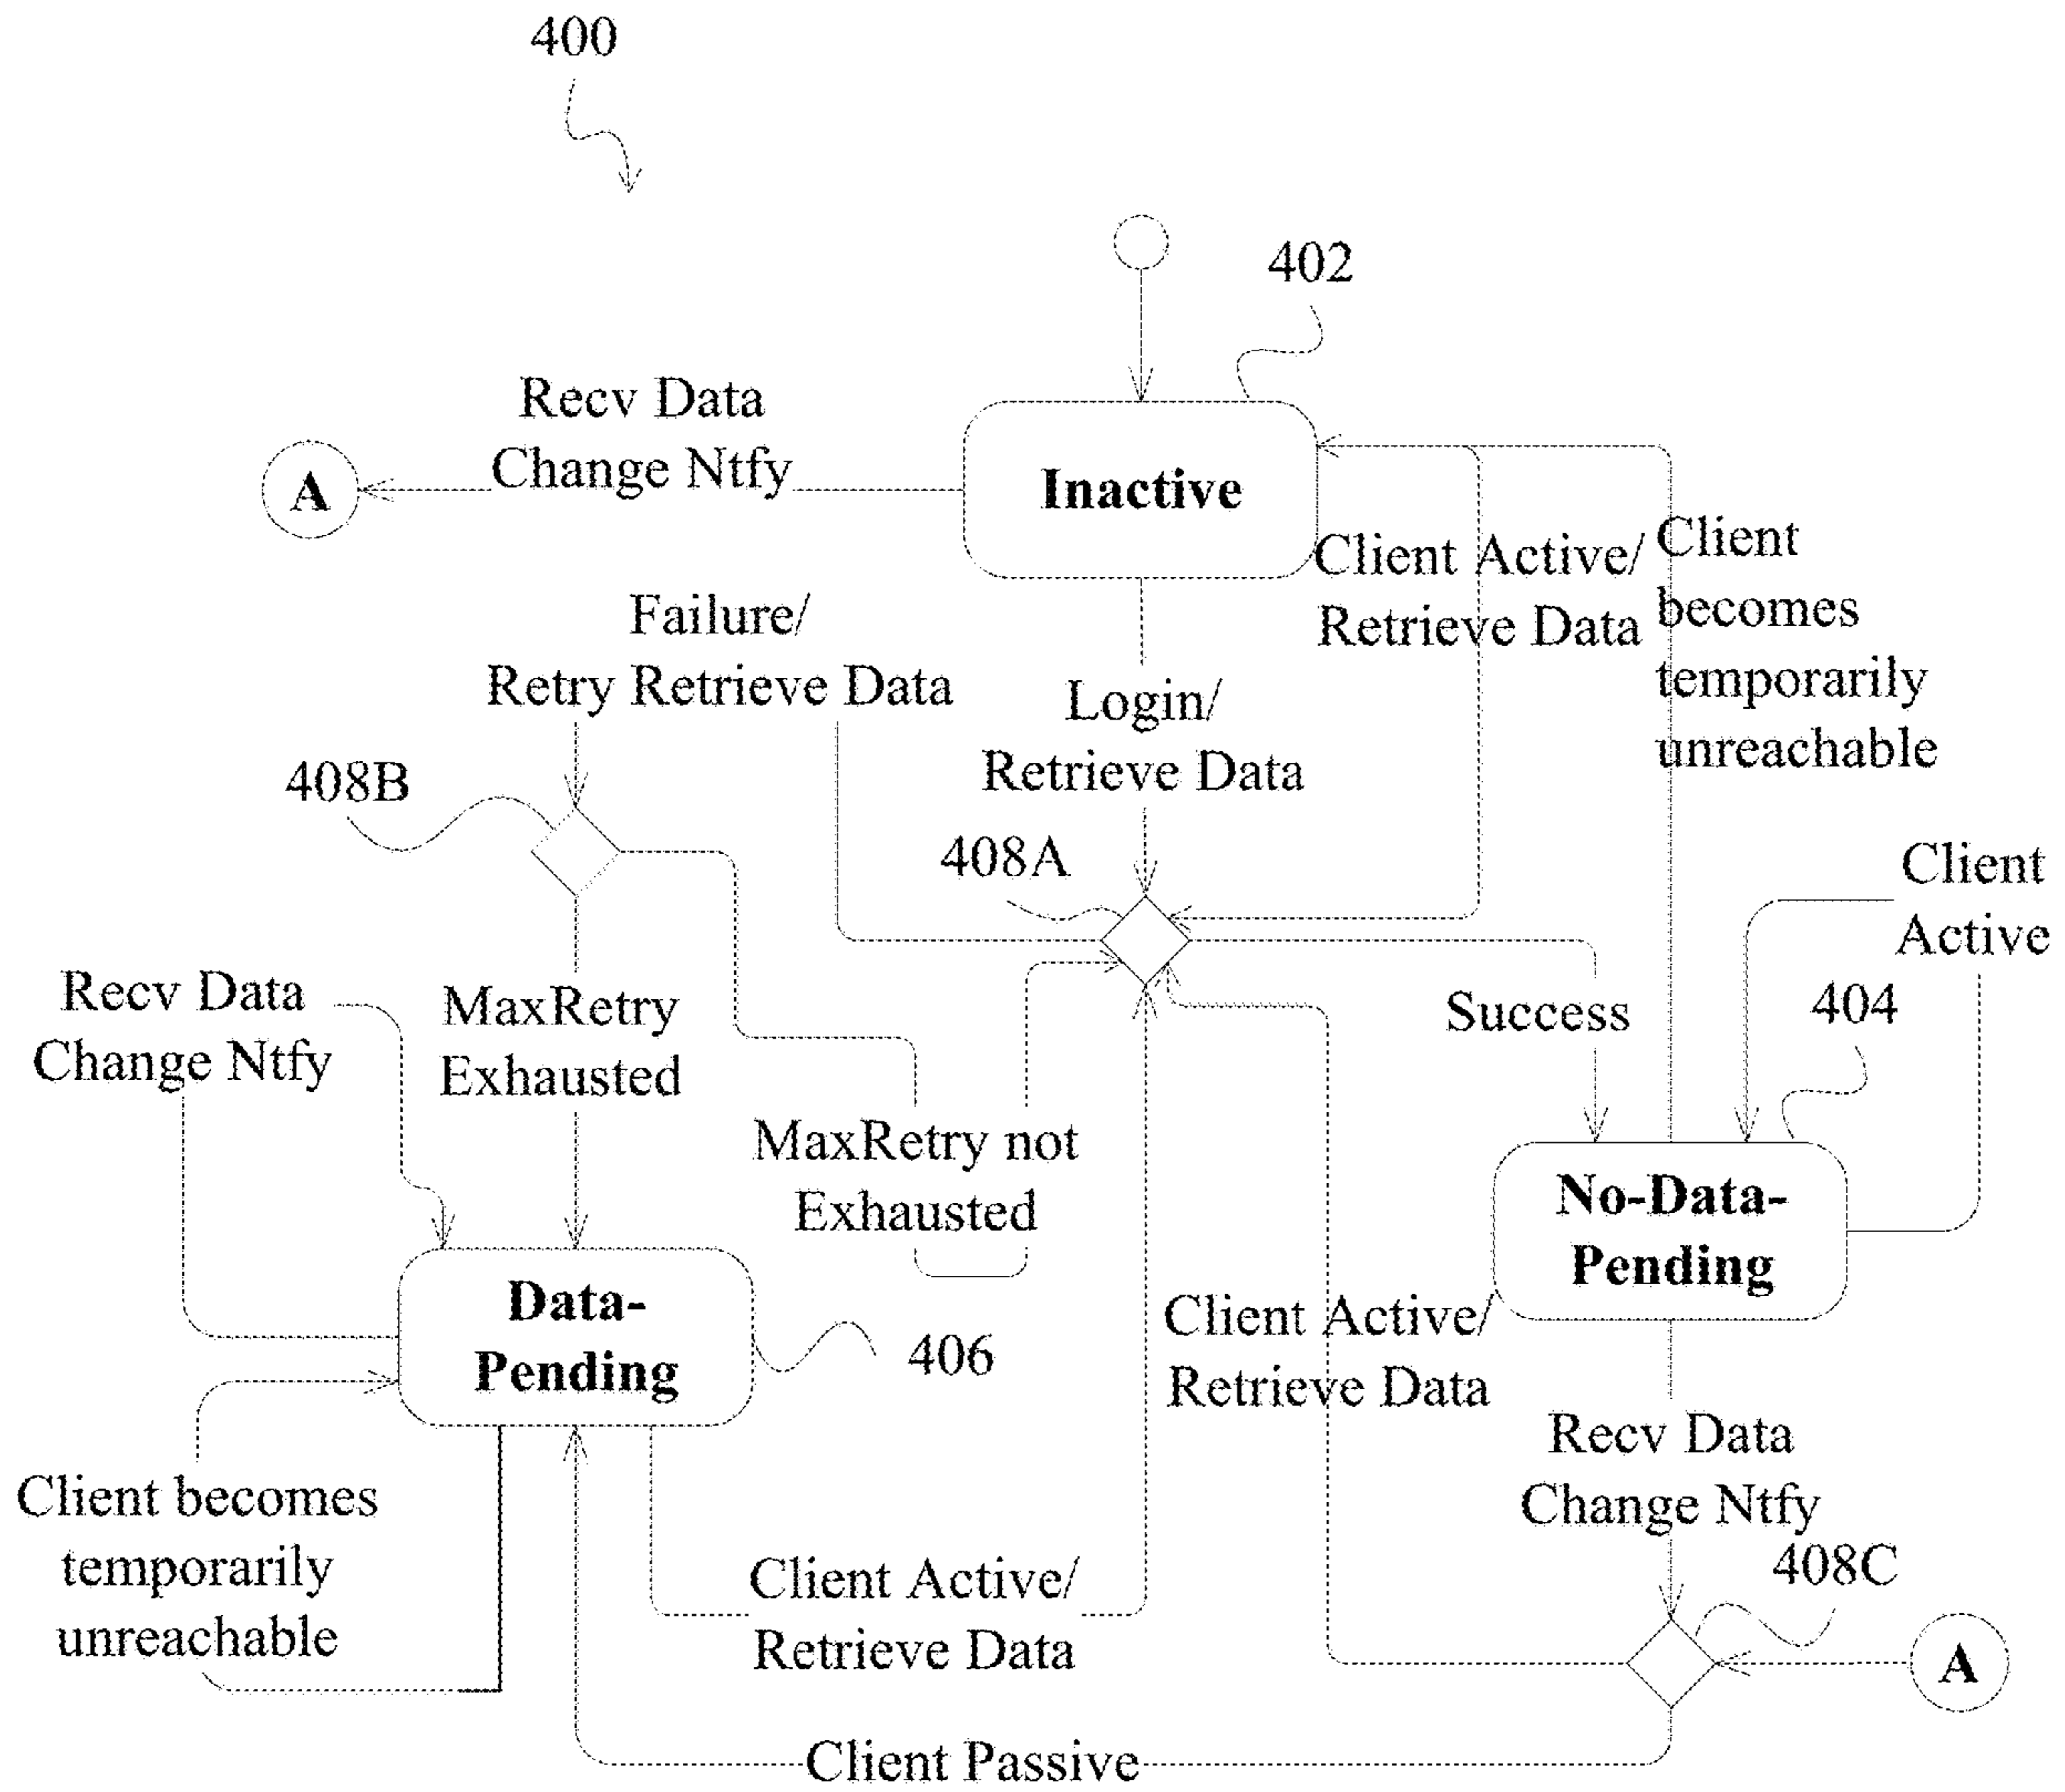 400
402
Recv Data
Change Ntfy
A
Inactive
Client Active/
Retrieve Data
Client
becomes
temporarily
unreachable
Failure/
Retry Retrieve Data
Login/
Retrieve Data
408B
408A
Client
Active
Recv Data
Change Ntfy
MaxRetry
Exhausted
Success
404
MaxRetry not
Exhausted
No-Data-
Pending
Data-
Pending
406
Client Active/
Retrieve Data
Recv Data
Change Ntfy
Client becomes
temporarily
unreachable
Client Active/
Retrieve Data
408C
A
Client Passive